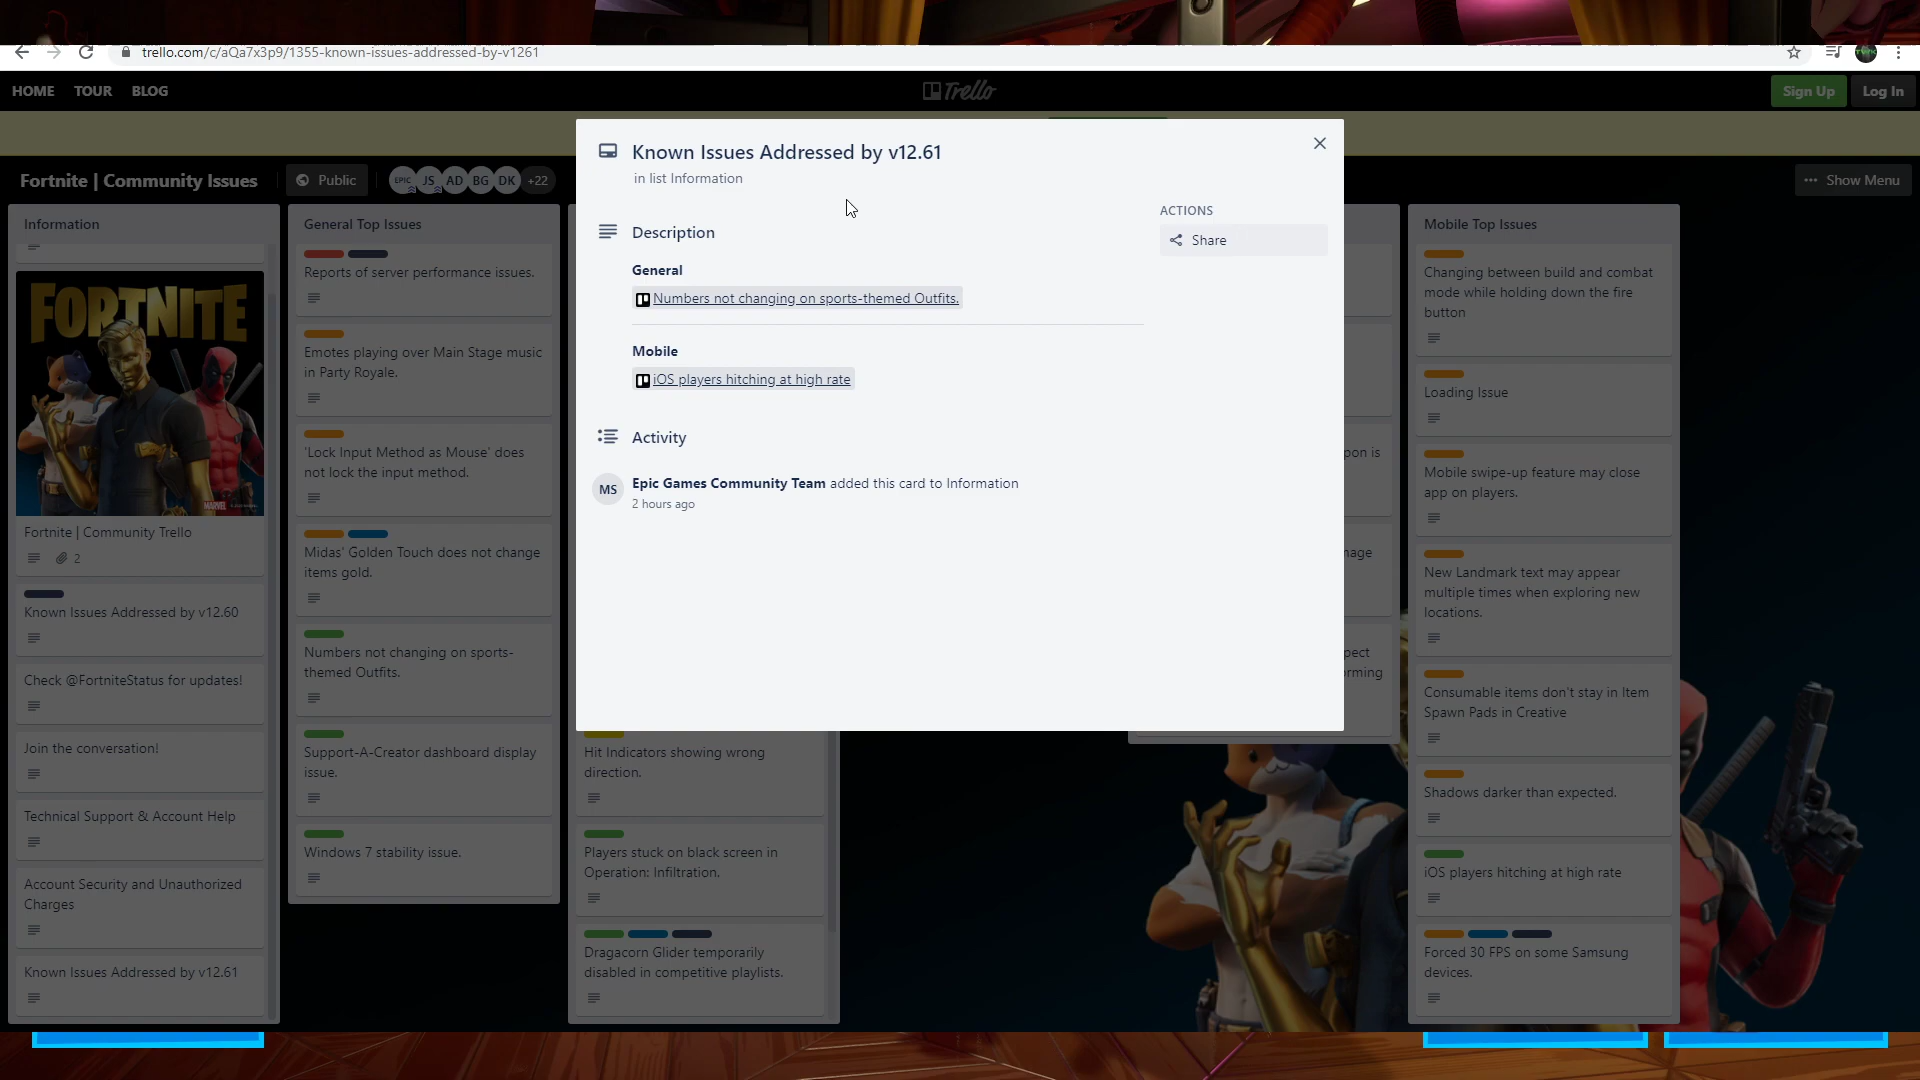 trello.com/c/aQa7x3p9/1355-known-issues-addressed-by-v1261
HOME TOUR BLOG
Trello
Sign Up Log In
Fortnite | Community Issues
Public
EPIC JS AD BG DK +22
Show Menu
Information
FORTNITE
MARVEL
Fortnite | Community Trello
2
Known Issues Addressed by v12.60
Check @FortniteStatus for updates!
Join the conversation!
Technical Support & Account Help
Account Security and Unauthorized
Charges
Known Issues Addressed by v12.61
General Top Issues
Reports of server performance issues.
Emotes playing over Main Stage music
in Party Royale.
'Lock Input Method as Mouse' does
not lock the input method.
Midas' Golden Touch does not change
items gold.
Numbers not changing on sports-
themed Outfits.
Support-A-Creator dashboard display
issue.
Windows 7 stability issue.
Known Issues Addressed by v12.61
in list Information
Description
General
Numbers not changing on sports-themed Outfits.
Mobile
iOS players hitching at high rate
Activity
MS
Epic Games Community Team added this card to Information
2 hours ago
ACTIONS
Share
Hit Indicators showing wrong
direction.
Players stuck on black screen in
Operation: Infiltration.
Dragacorn Glider temporarily
disabled in competitive playlists.
pon is
nage
pect
rming
Mobile Top Issues
Changing between build and combat
mode while holding down the fire
button
Loading Issue
Mobile swipe-up feature may close
app on players.
New Landmark text may appear
multiple times when exploring new
locations.
Consumable items don't stay in Item
Spawn Pads in Creative
Shadows darker than expected.
iOS players hitching at high rate
Forced 30 FPS on some Samsung
devices.